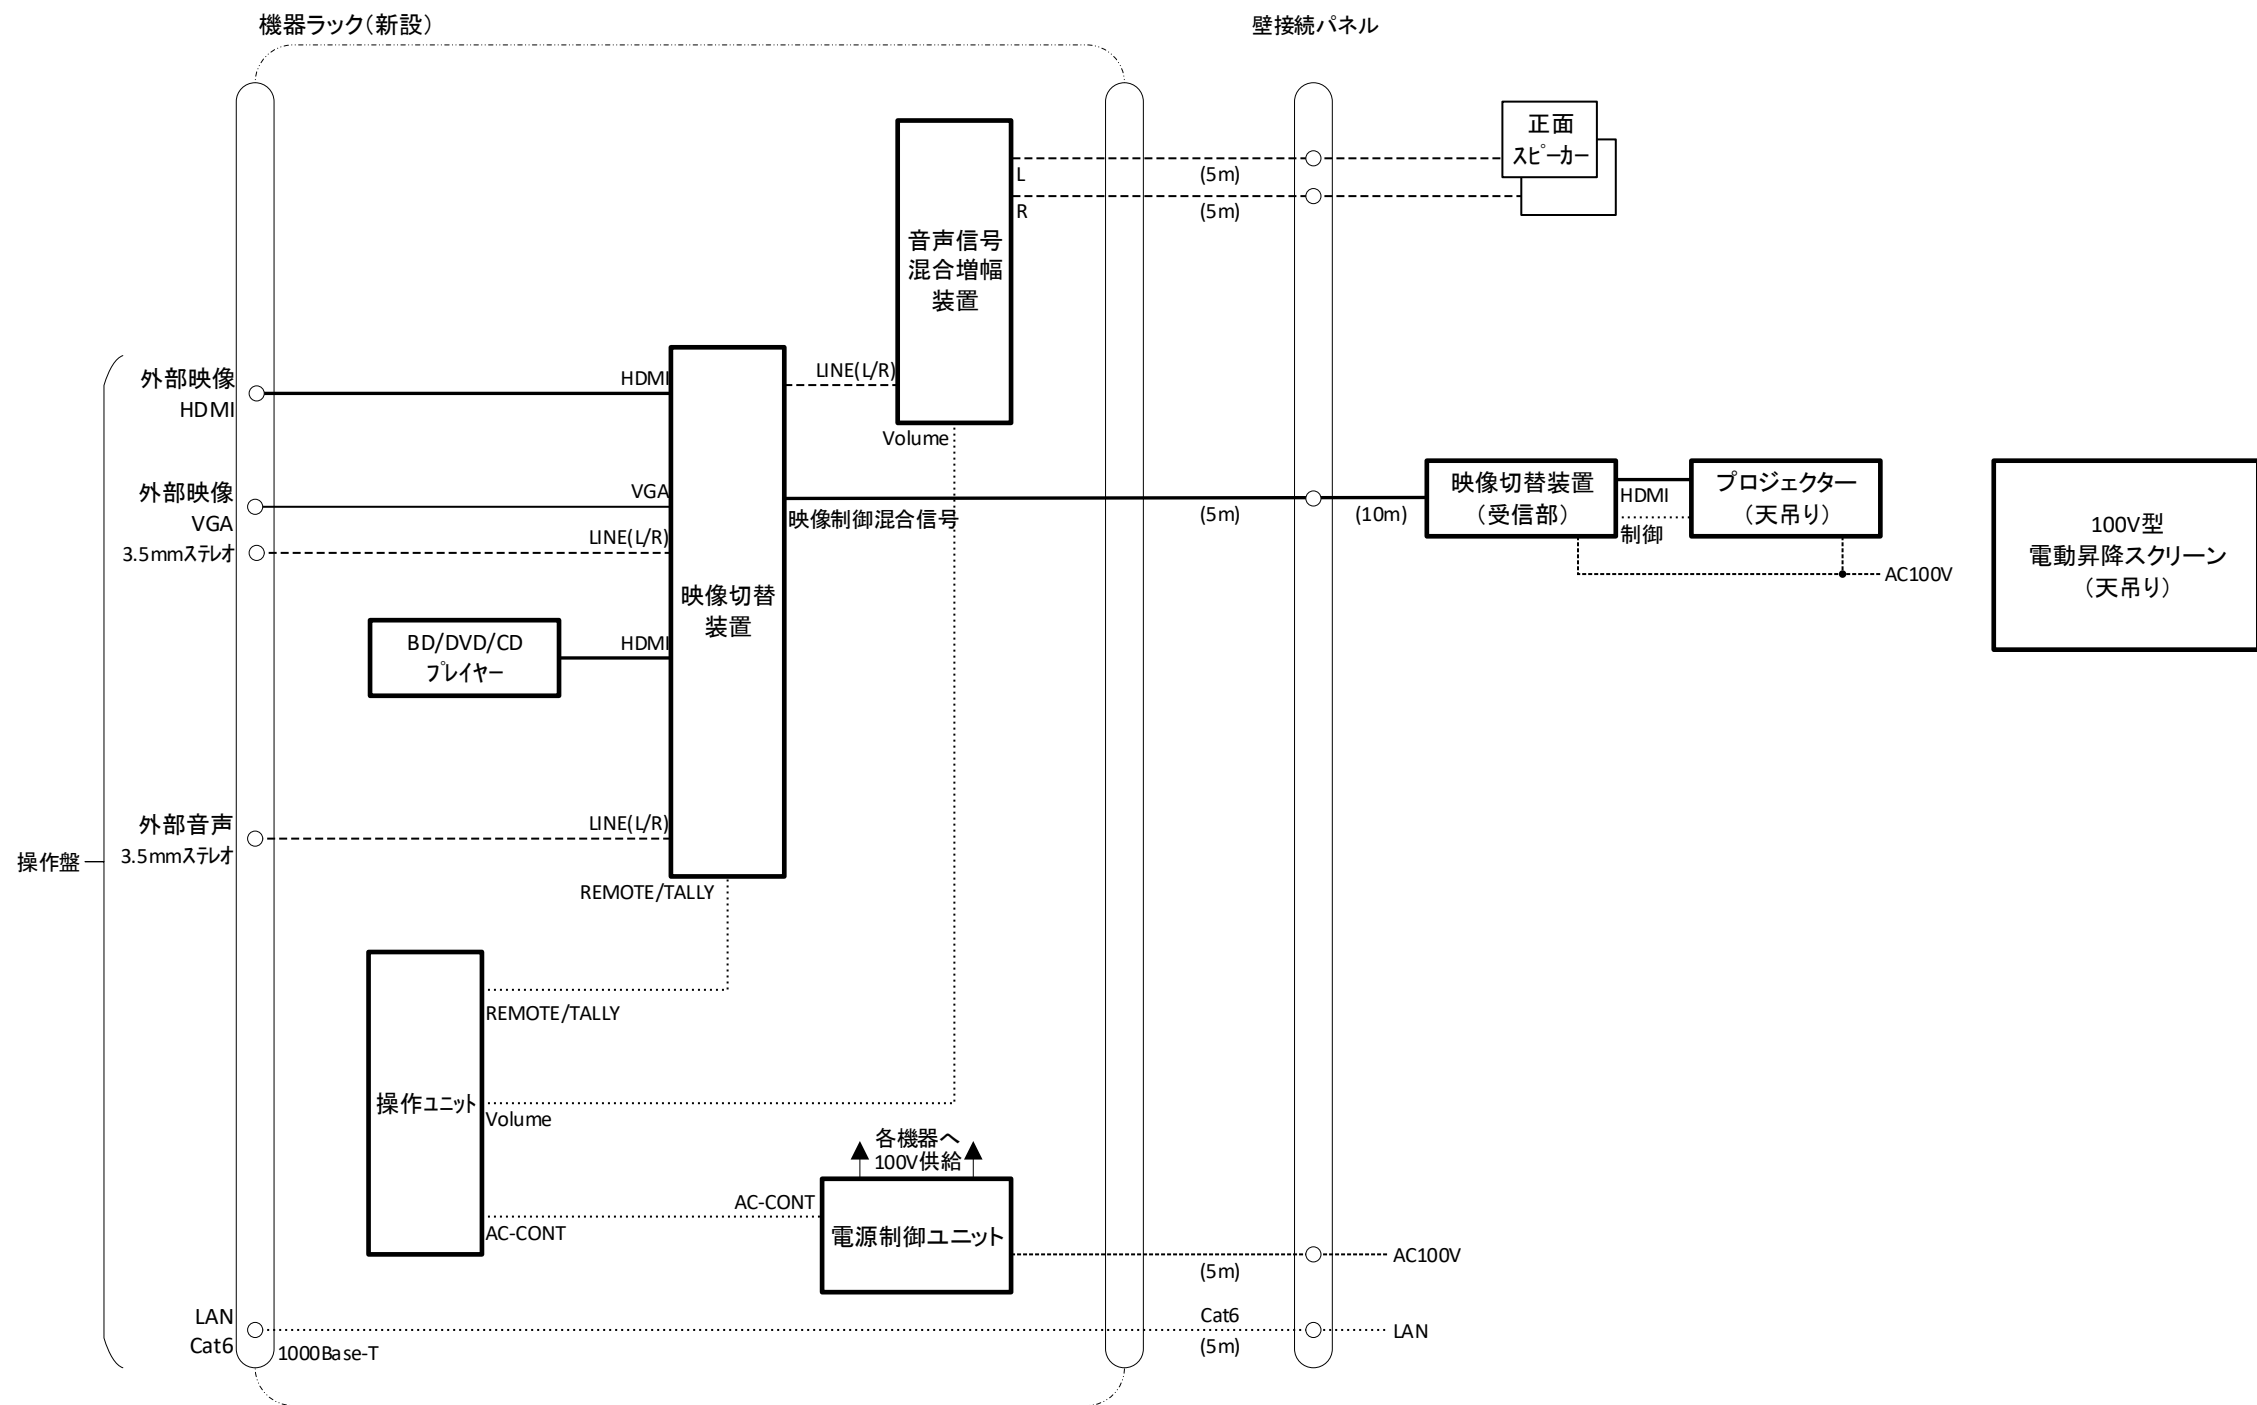 機器ラック(新設)
壁接続パネル
正面
スピーカー
L
(5m)
R
(5m)
音声信号
混合増幅
装置
外部映像
HDMI
HDMI
LINE(L/R)
Volume
外部映像
VGA
3.5mmステレオ
VGA
LINE(L/R)
映像制御混合信号
(5m)
(10m)
映像切替装置
(受信部)
HDMI
制御
プロジェクター
(天吊り)
AC100V
100V型
電動昇降スクリーン
(天吊り)
映像切替
装置
BD/DVD/CD
プレイヤー
HDMI
外部音声
3.5mmステレオ
LINE(L/R)
操作盤
REMOTE/TALLY
REMOTE/TALLY
操作ユニット
Volume
各機器へ
100V供給
AC-CONT
AC-CONT
電源制御ユニット
(5m)
AC100V
LAN
Cat6
1000Base-T
Cat6
(5m)
LAN